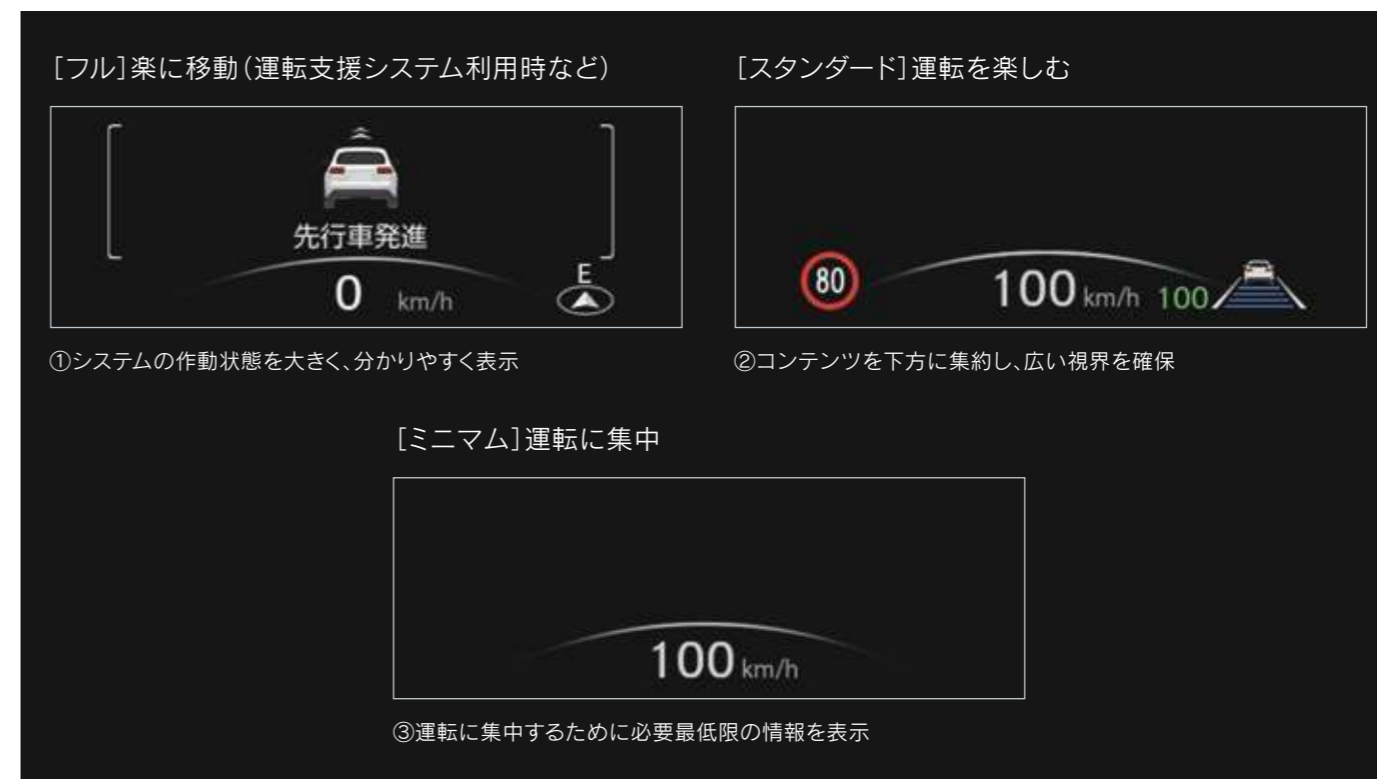 ［フル］楽に移動（運転支援システム利用時など）
先行車発進
0 km/h
E
①システムの作動状態を大きく、分かりやすく表示
［スタンダード］運転を楽しむ
80
100 km/h 100
②コンテンツを下方に集約し、広い視界を確保
［ミニマム］運転に集中
100 km/h
③運転に集中するために必要最低限の情報を表示